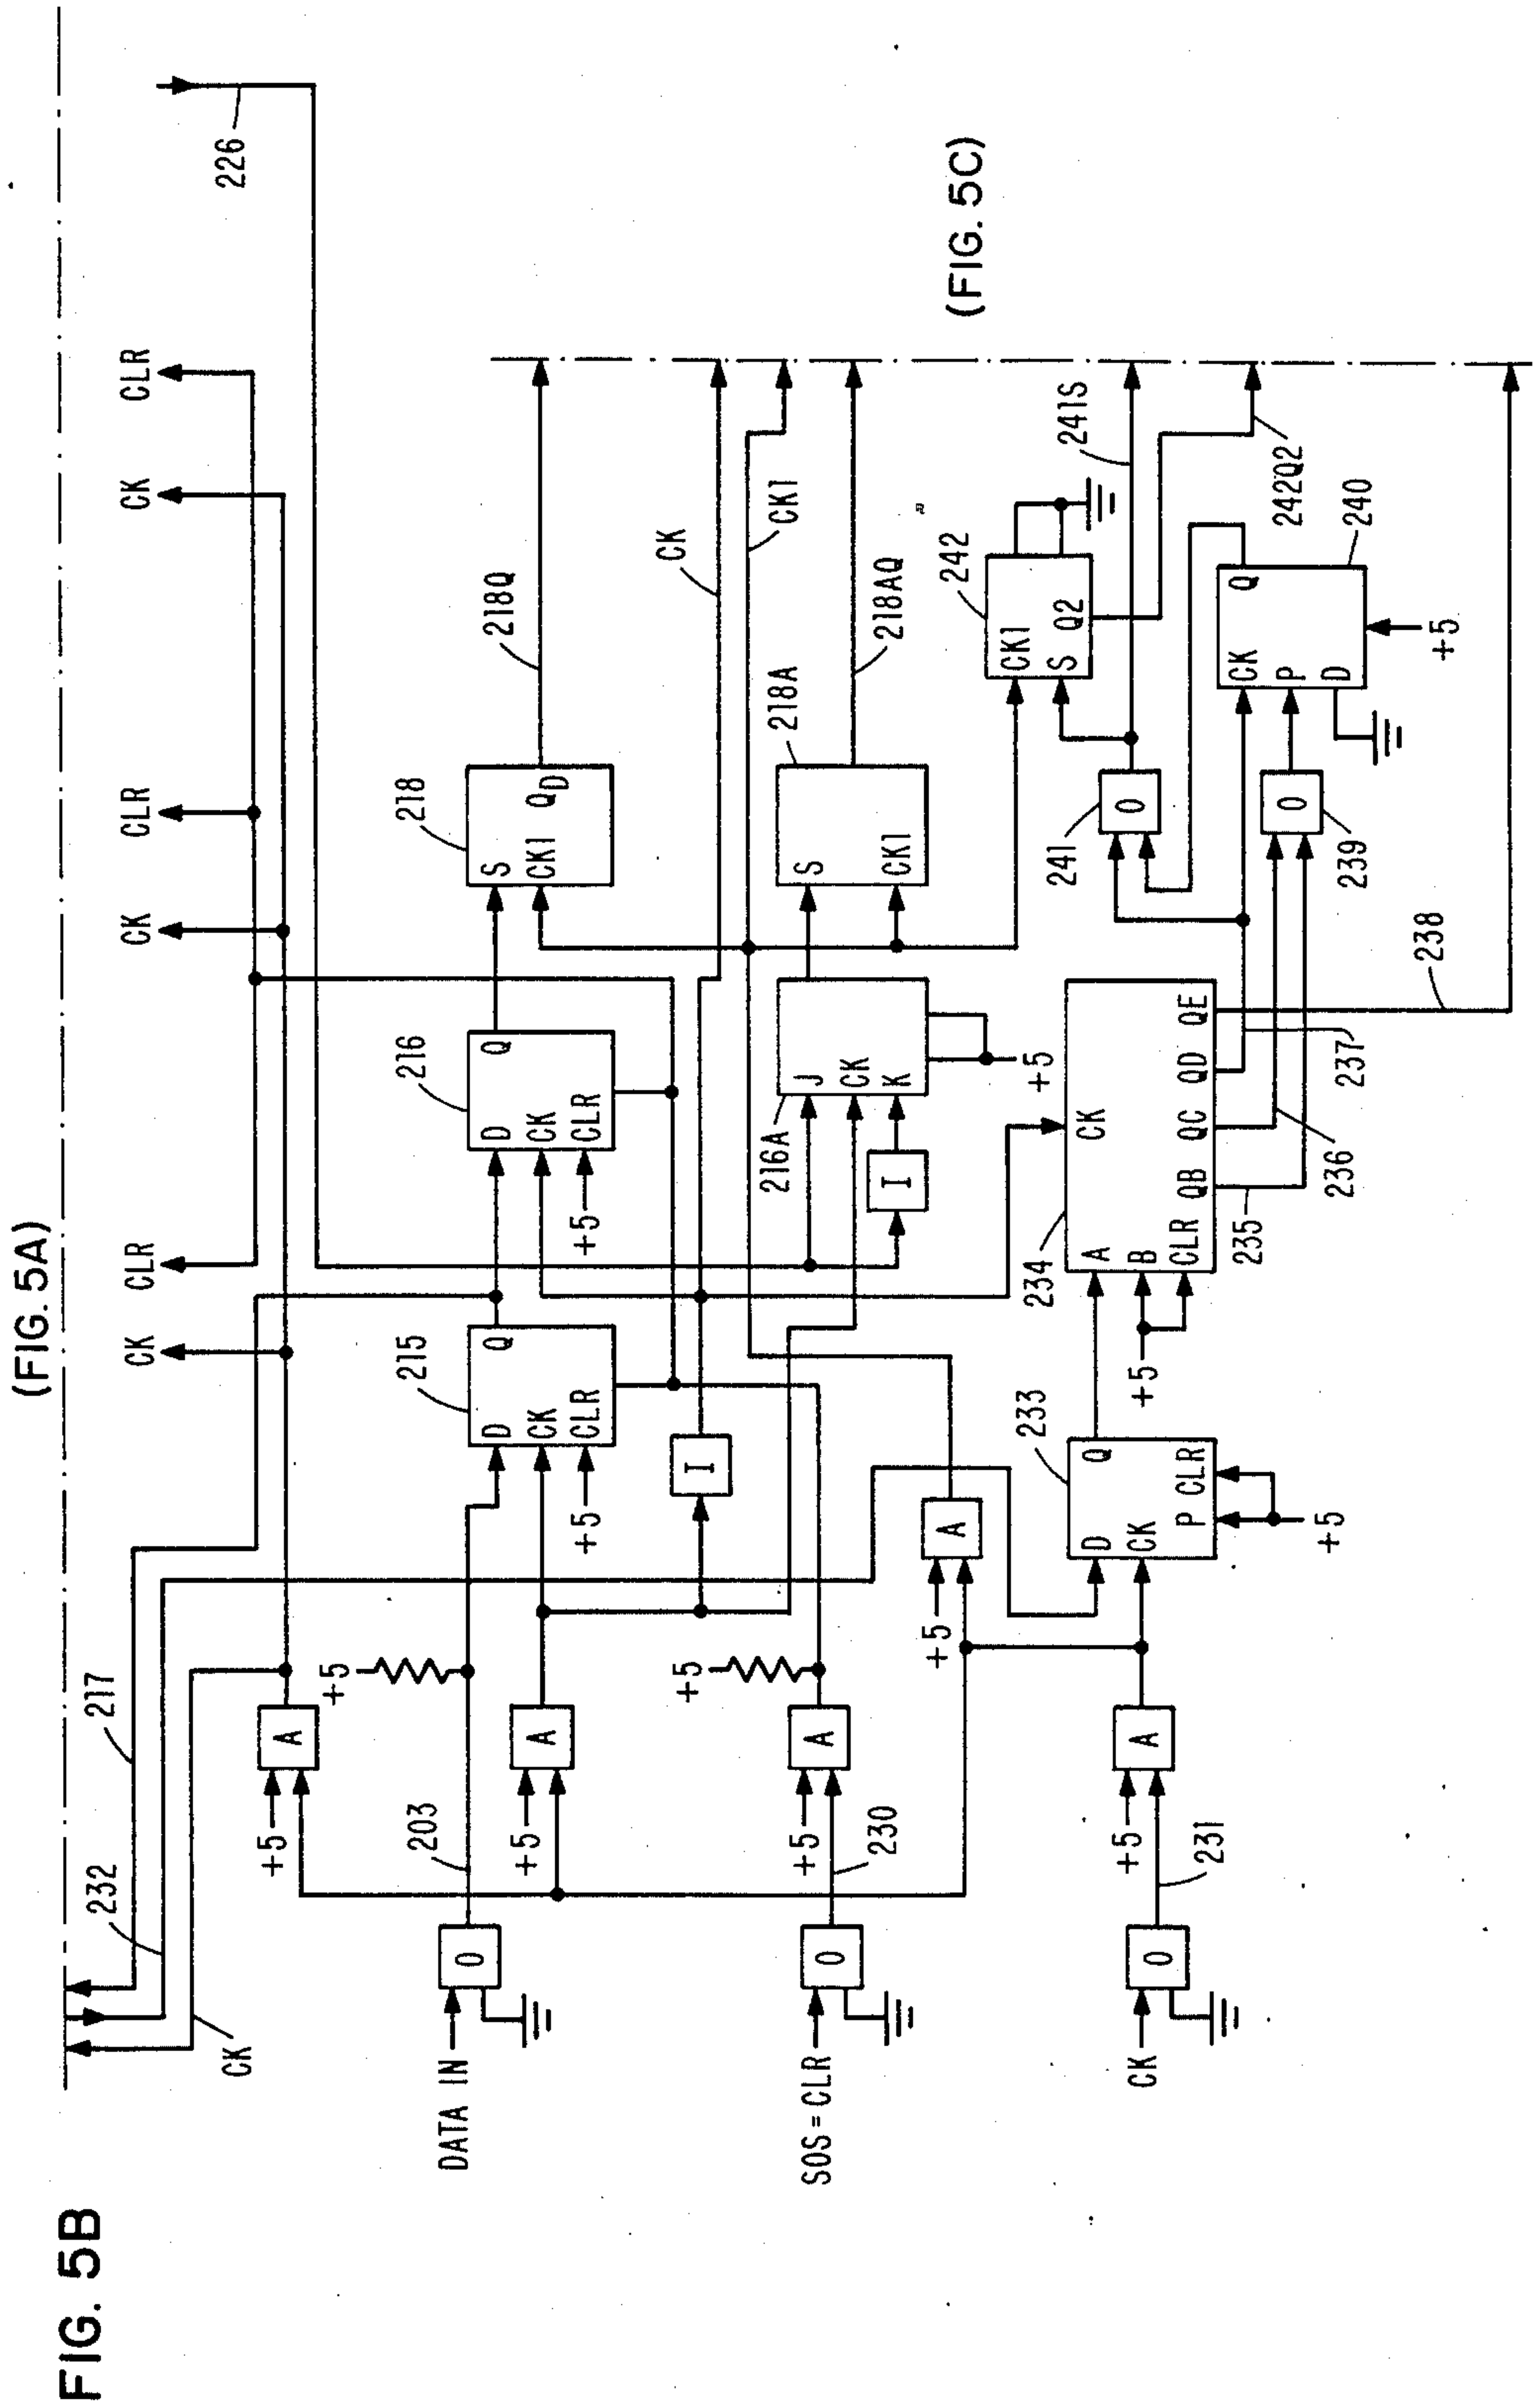 FIG. 5B
(FIG. 5A)
CK
232
217
CK
CLR
CK
CLR
CK
CLR
226
+5
+5
DATA IN
O
203
A
+5
A
+5
D
CK
CLR
Q
215
+5
D
CK
CLR
Q
216
S
CK1
QD
218
218Q
SOS = CLR
O
230
+5
A
+5
I
CK
CK1
J
CK
K
216A
I
+5
S
CK1
218A
218AQ
(FIG. 5C)
+5
A
CK
O
231
+5
A
D
CK
Q
P
CLR
233
+5
+5
A
B
CLR
CK
QB
QC
QD
QE
234
235
236
237
238
O
241
O
239
CK1
S
Q2
242
241S
242Q2
CK
P
D
Q
240
+5